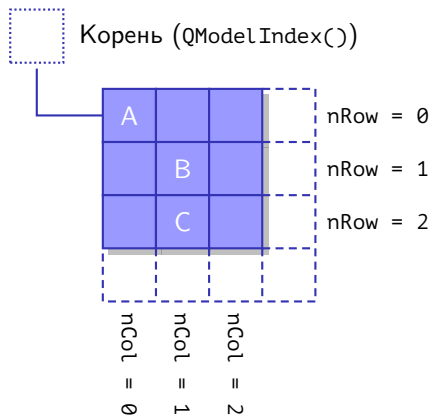 Корень (QModelIndex())
A
nRow = 0
B
nRow = 1
C
nRow = 2
nCol = 0
nCol = 1
nCol = 2